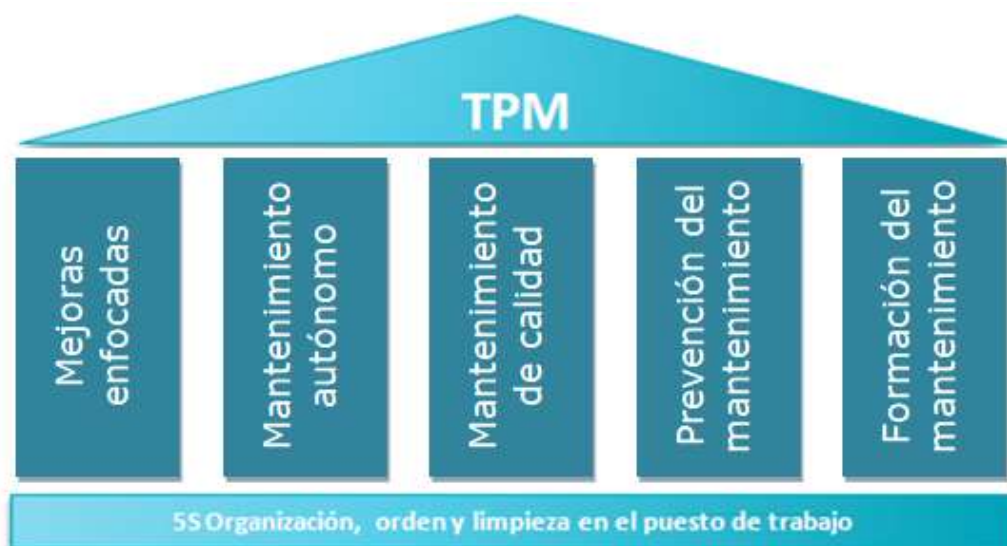 TPM
Mejoras
enfocadas
Mantenimiento
autónomo
Mantenimiento
de calidad
Prevención del
mantenimiento
Formación del
mantenimiento
5S Organización, orden y limpieza en el puesto de trabajo